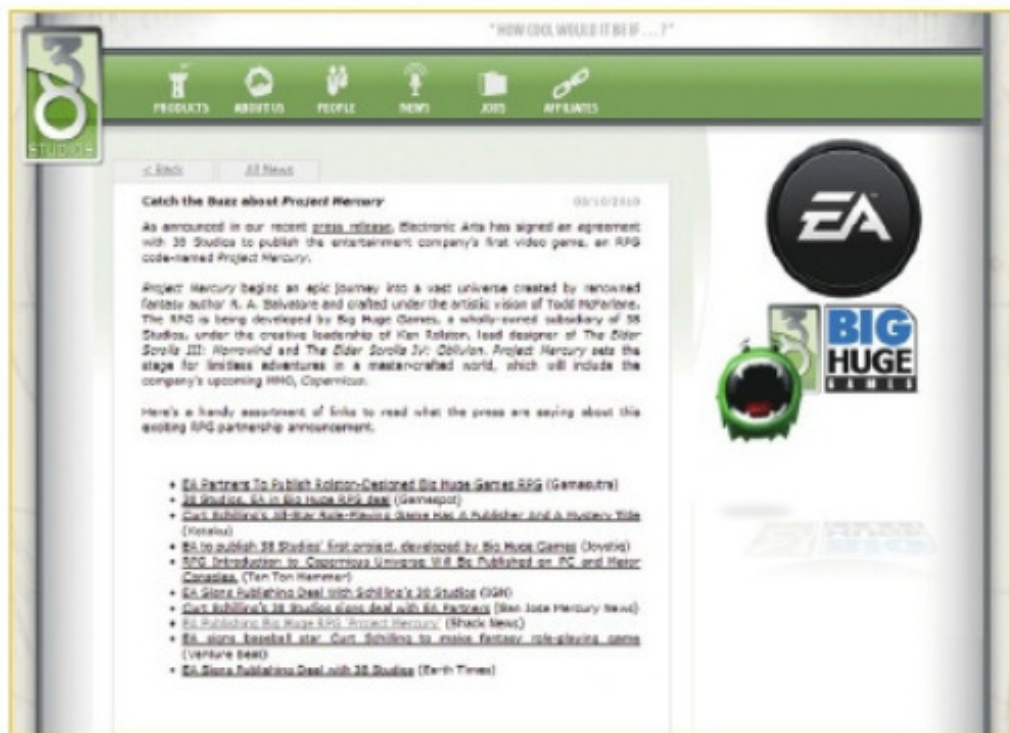 "HOW COOL WOULD IT BE IF . . . ?"
38
STUDIOS
PRODUCTS
ABOUT US
PEOPLE
NEWS
JOBS
AFFILIATES
< Back
All News
Catch the Buzz about Project Mercury
As announced in our recent press release, Electronic Arts has signed an agreement
with 38 Studios to publish the entertainment company's first video game, an RPG
code-named Project Mercury.
Project Mercury begins an epic journey into a vast universe created by renowned
fantasy author R. A. Salvatore and crafted under the artistic vision of Todd McFarlane.
The RPG is being developed by Big Huge Games, a wholly-owned subsidiary of 38
Studios, under the creative leadership of Ken Rolston, lead designer of The Elder
Scrolls III: Morrowind and The Elder Scrolls IV: Oblivion. Project Mercury sets the
stage for limitless adventures in a master-crafted world, which will include the
company's upcoming MMO, Copernicus.
Here's a handy assortment of links to read what the press are saying about this
exciting RPG partnership announcement.
• EA Partners To Publish Rolston-Designed Big Huge Games RPG (Gamasutra)
• 38 Studios, EA in Big Huge RPG deal (Gamespot)
• Curt Schilling's All-Star Role-Playing Game Has A Publisher And A Mystery Title
(Kotaku)
• EA to publish 38 Studios' first project, developed by Big Huge Games (Joystiq)
• RPG Introduction to Copernicus Universe Will Be Published on PC and Major
Consoles. (Ten Ton Hammer)
• EA Signs Publishing Deal with Schilling's 38 Studios (IGN)
• Curt Schilling's 38 Studios signs deal with EA Partners (San Jose Mercury News)
• EA Publishing Big Huge RPG 'Project Mercury' (Shack News)
• EA signs baseball star Curt Schilling to make fantasy role-playing game
(Venture Beat)
• EA Signs Publishing Deal with 38 Studios (Earth Times)
EA
38
BIG
HUGE
GAMES